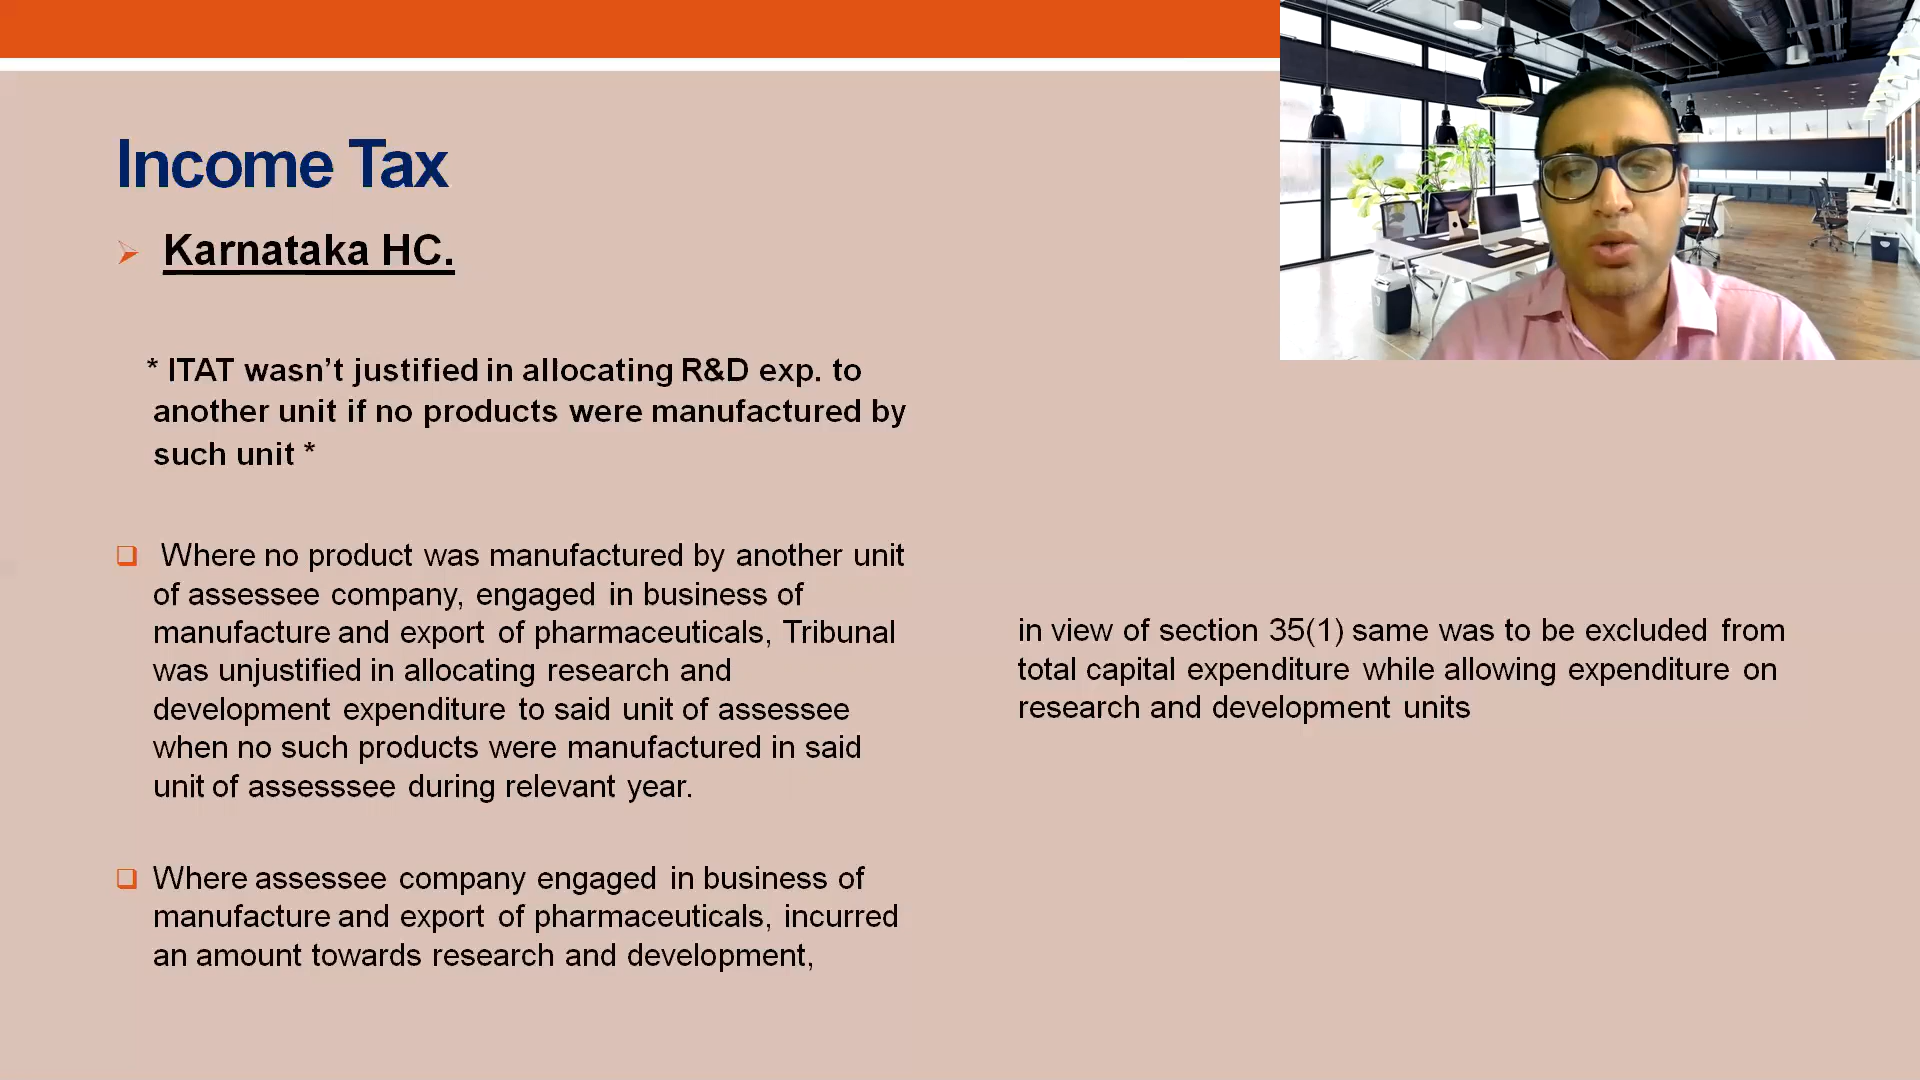 Income Tax
Karnataka HC.
* ITAT wasn’t justified in allocating R&D exp. to
another unit if no products were manufactured by
such unit *
Where no product was manufactured by another unit
of assessee company, engaged in business of
manufacture and export of pharmaceuticals, Tribunal
was unjustified in allocating research and
development expenditure to said unit of assessee
when no such products were manufactured in said
unit of assesssee during relevant year.
Where assessee company engaged in business of
manufacture and export of pharmaceuticals, incurred
an amount towards research and development,
in view of section 35(1) same was to be excluded from
total capital expenditure while allowing expenditure on
research and development units